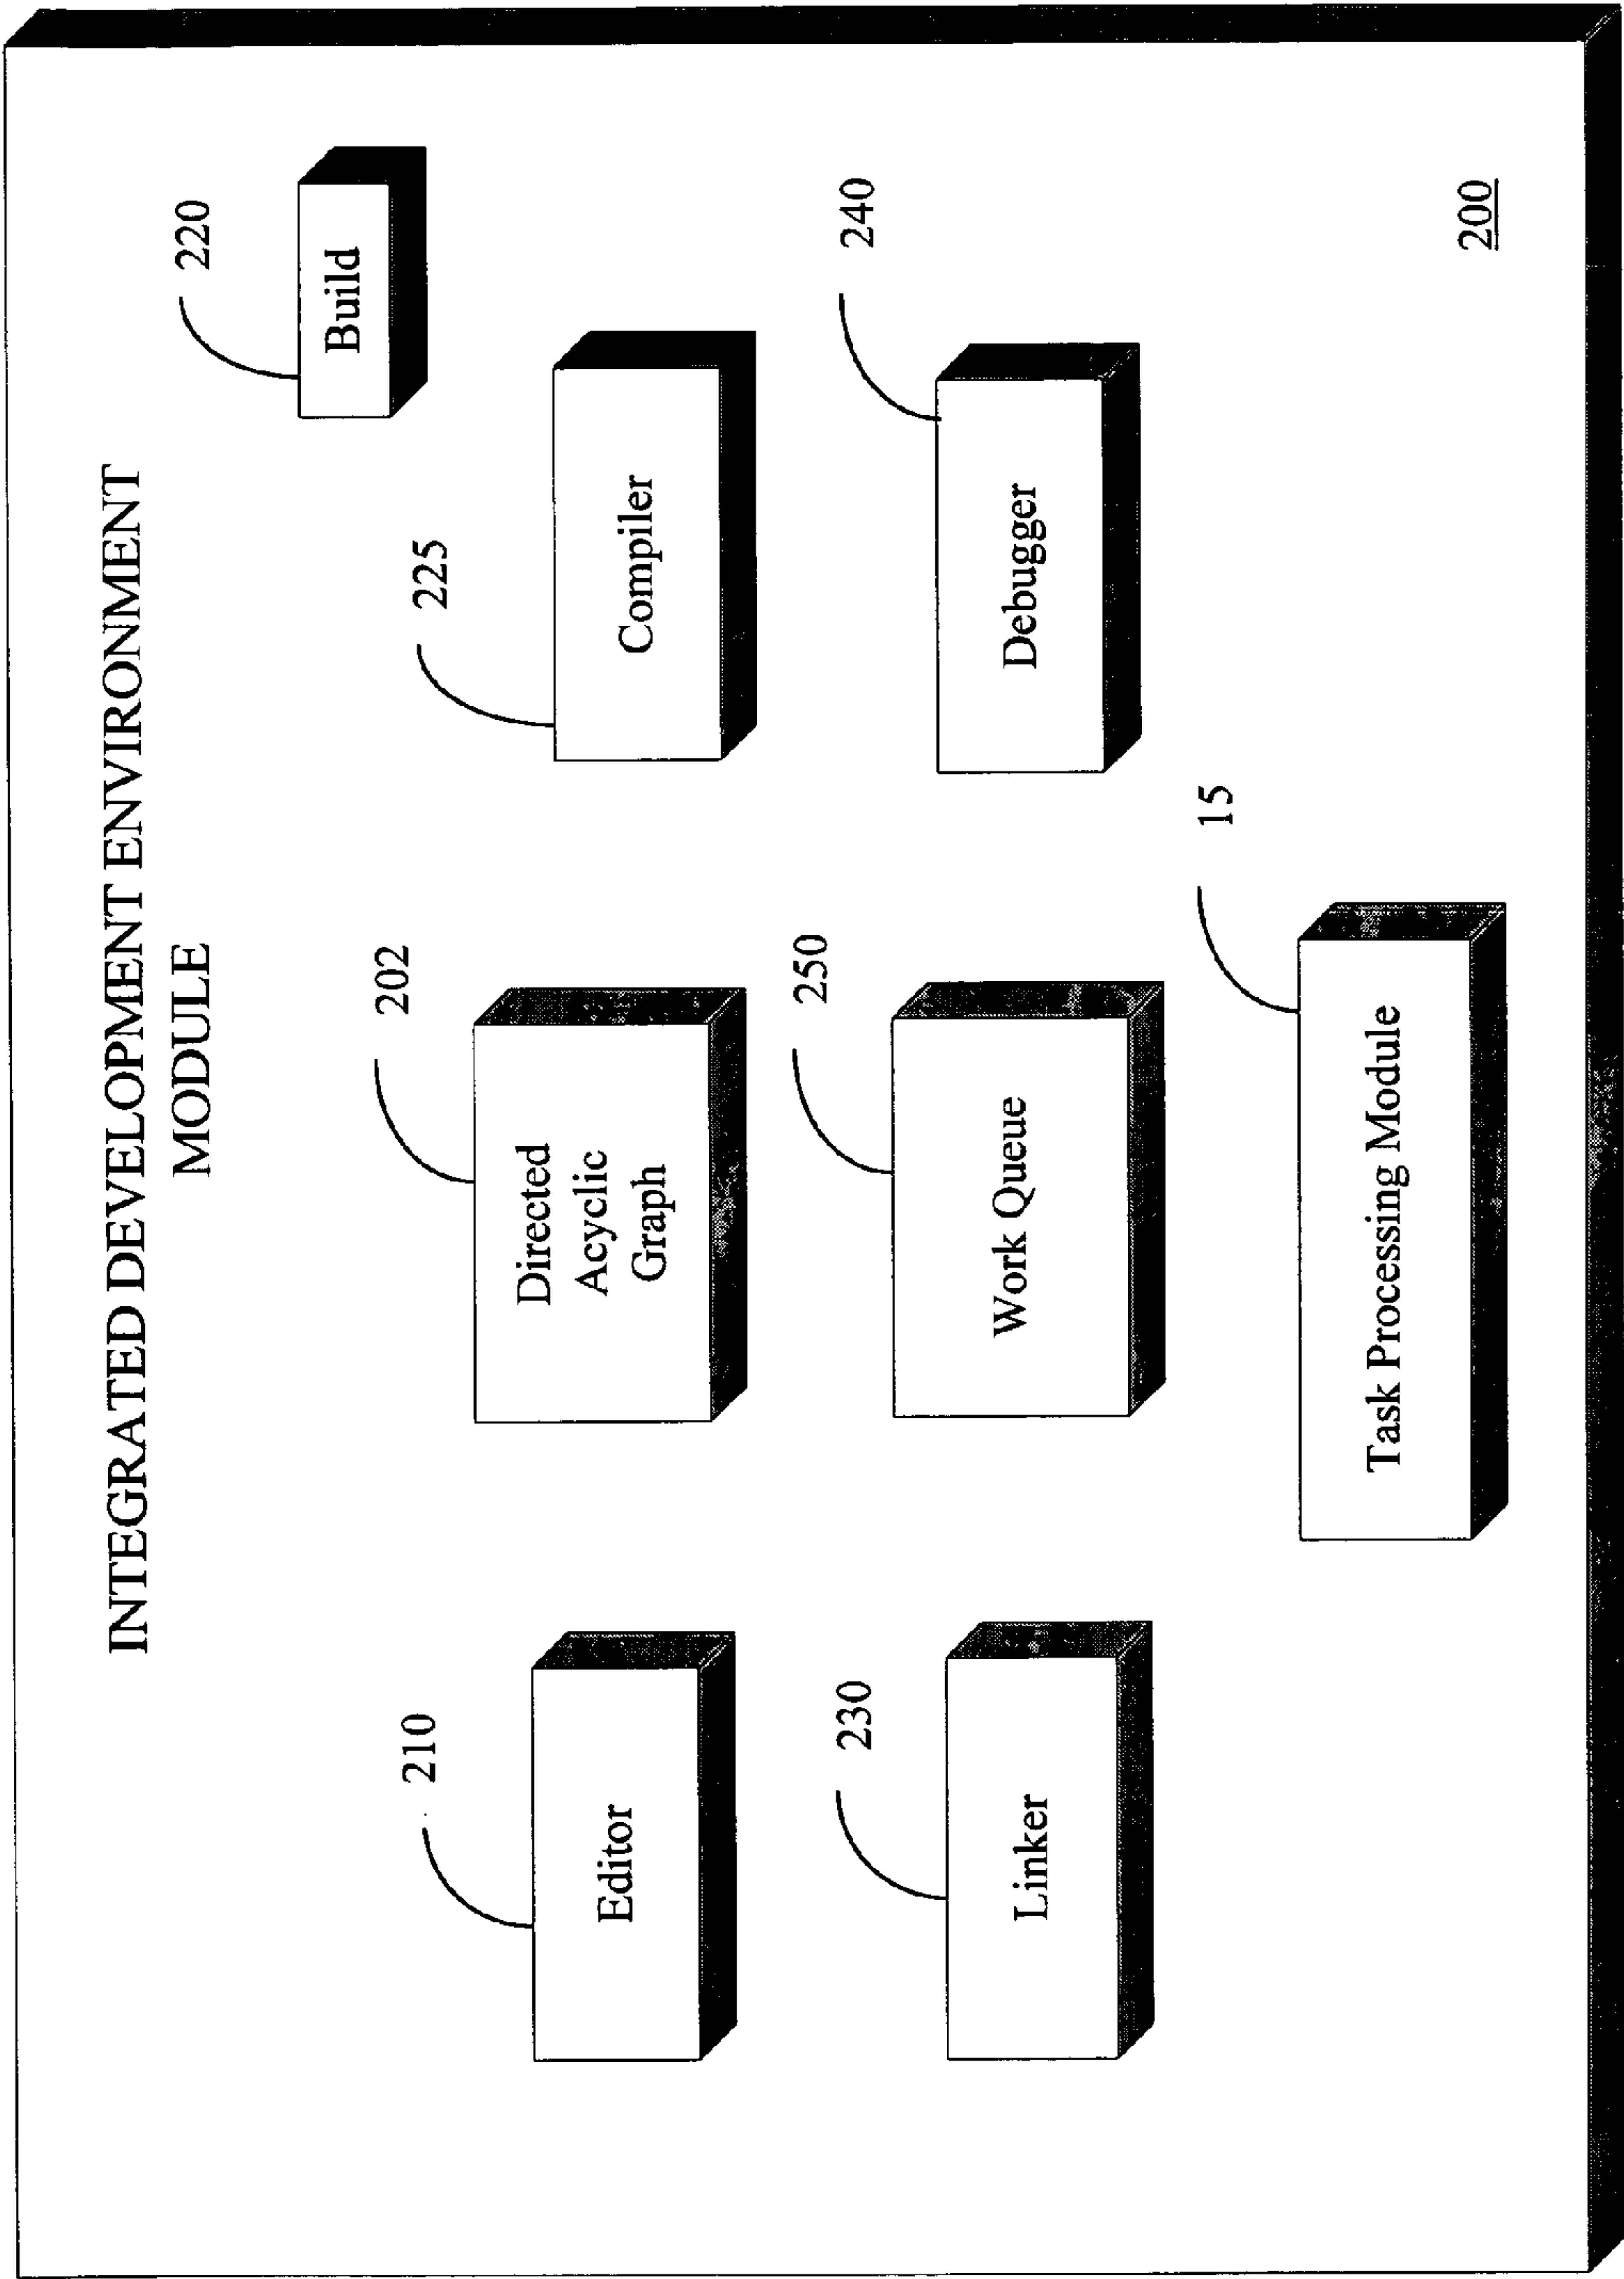 INTEGRATED DEVELOPMENT ENVIRONMENT
MODULE
220
Build
210
Editor
202
Directed
Acyclic
Graph
225
Compiler
230
Linker
250
Work Queue
240
Debugger
15
Task Processing Module
200